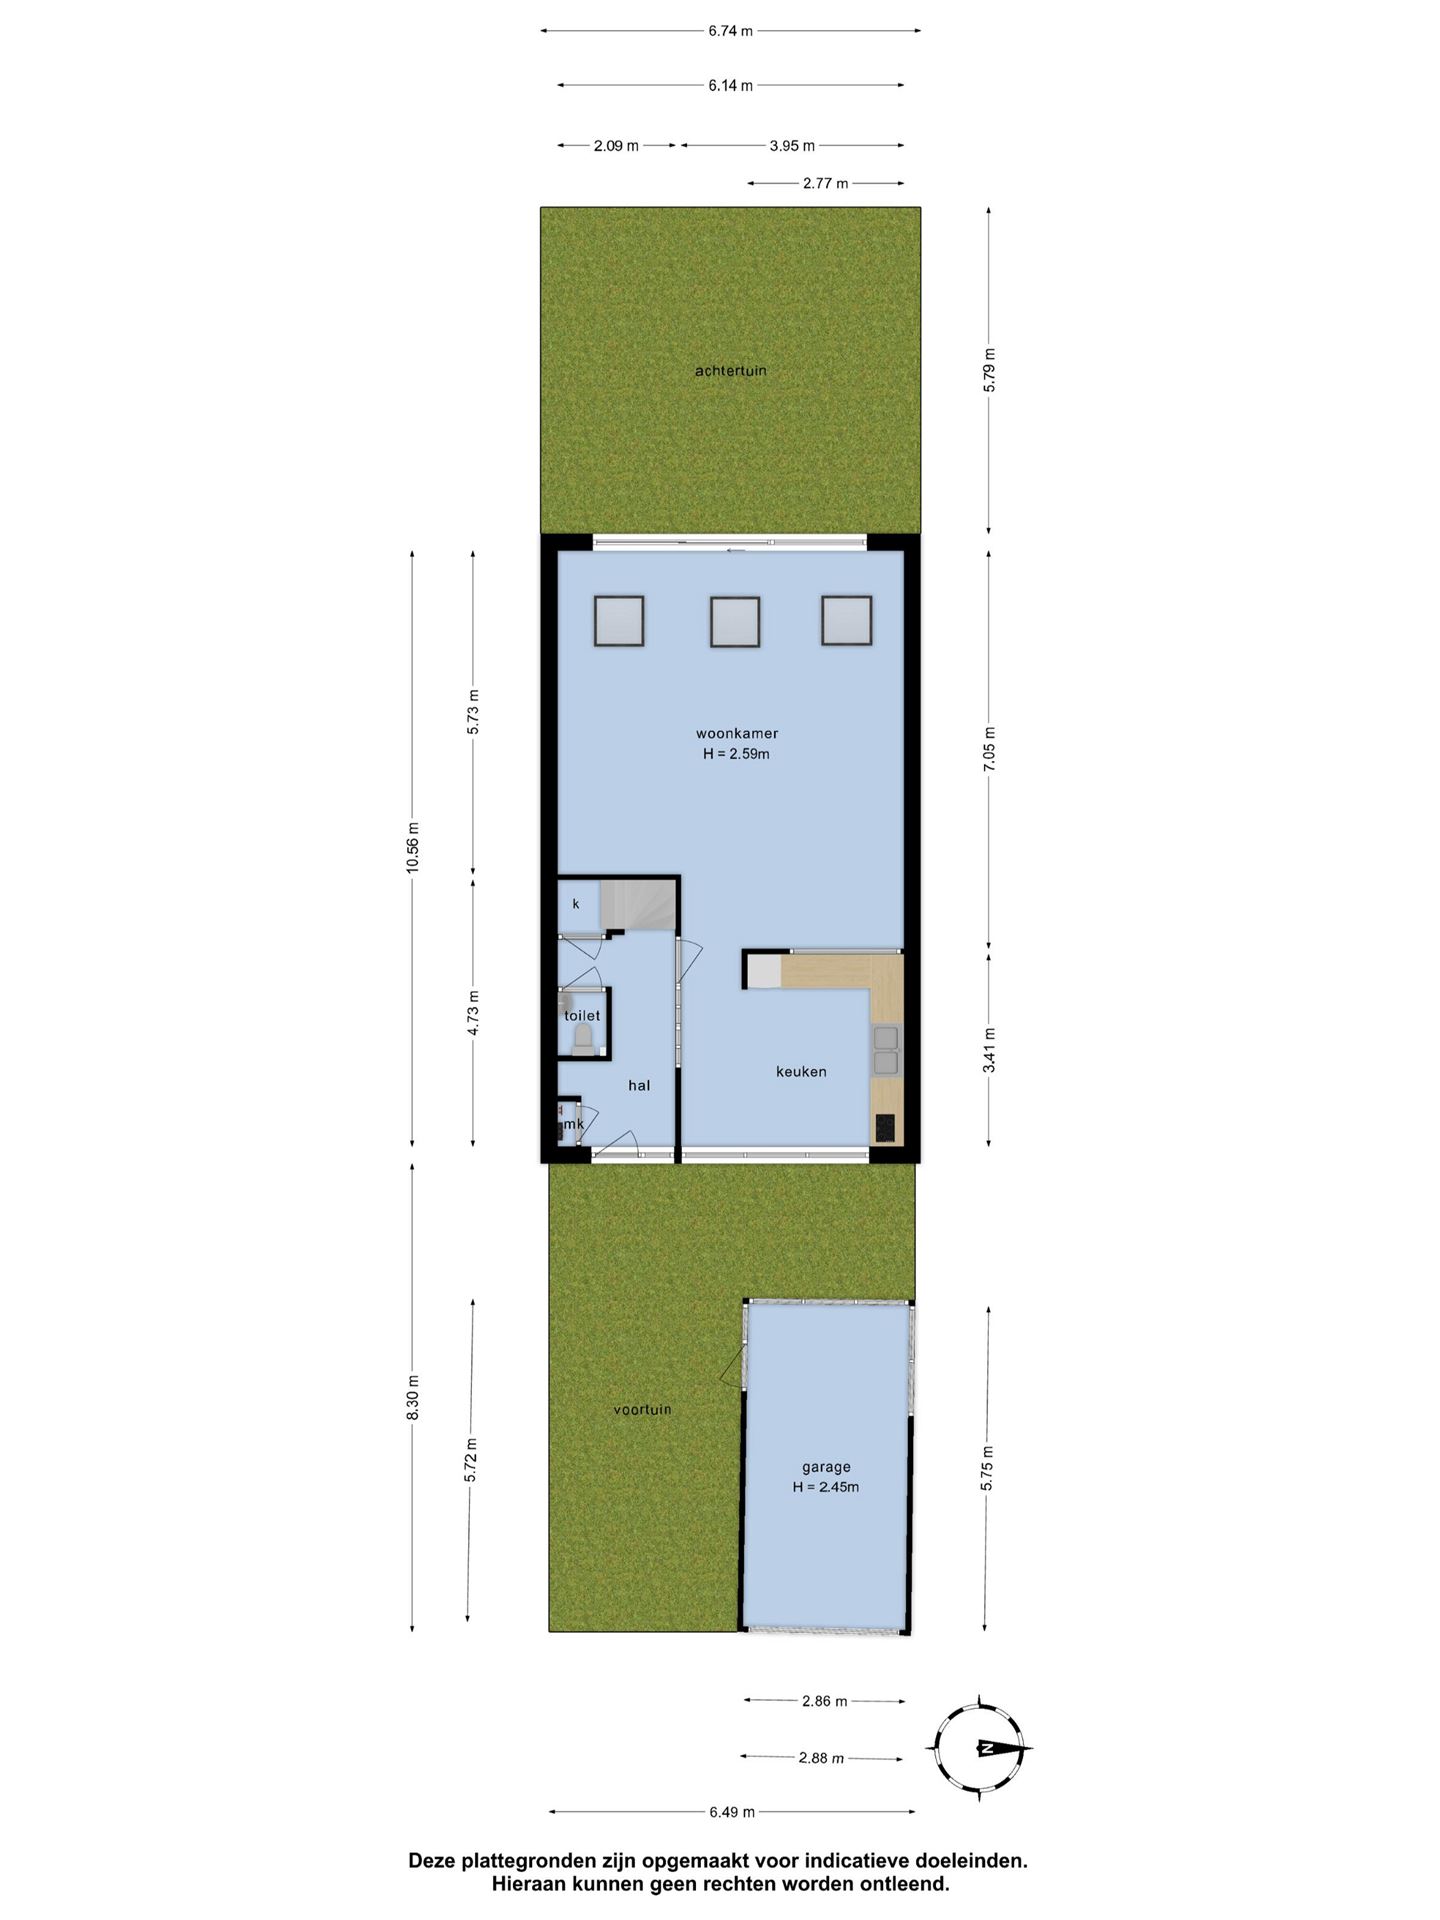 6.74 m
6.14 m
2.09 m
3.95 m
2.77 m
achtertuin
5.79 m
5.73 m
woonkamer
H = 2.59m
7.05 m
10.56 m
k
4.73 m
toilet
3.41 m
keuken
hal
mk
8.30 m
voortuin
5.72 m
garage
H = 2.45m
5.75 m
2.86 m
N
2.88 m
6.49 m
Deze plattegronden zijn opgemaakt voor indicatieve doeleinden.
Hieraan kunnen geen rechten worden ontleend.